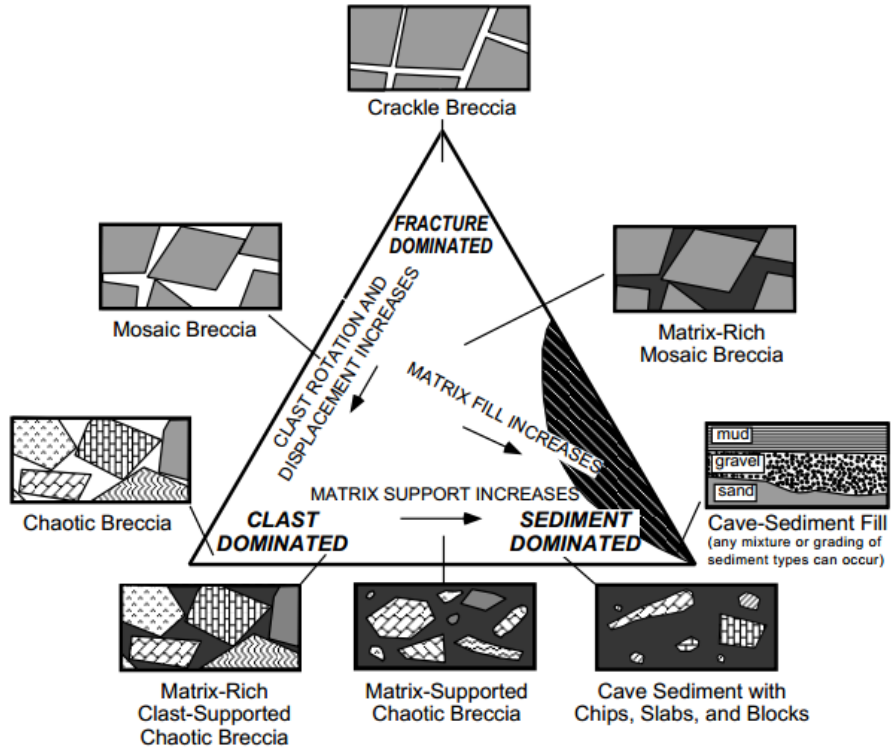 Crackle Breccia
FRACTURE
DOMINATED
Mosaic Breccia
Matrix-Rich
Mosaic Breccia
CLAST ROTATION AND
DISPLACEMENT INCREASES
MATRIX FILL INCREASES
MATRIX SUPPORT INCREASES
CLAST
DOMINATED
SEDIMENT
DOMINATED
Chaotic Breccia
mud
gravel
sand
Cave-Sediment Fill
(any mixture or grading of
sediment types can occur)
Matrix-Rich
Clast-Supported
Chaotic Breccia
Matrix-Supported
Chaotic Breccia
Cave Sediment with
Chips, Slabs, and Blocks